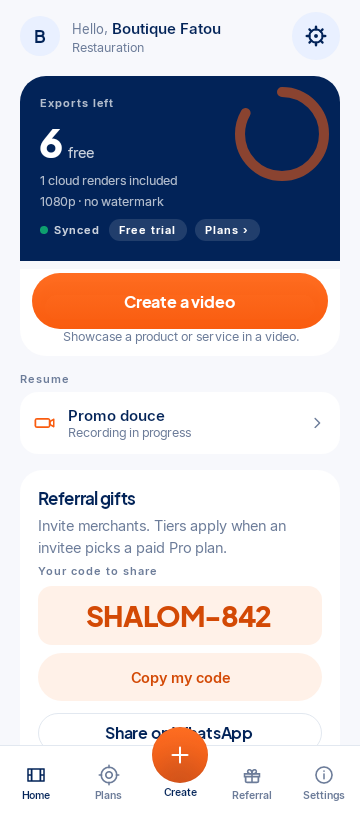 B
Hello, Boutique Fatou
Restauration
Exports left
6 free
1 cloud renders included
1080p · no watermark
Synced Free trial Plans ›
Create a video
Showcase a product or service in a video.
Resume
Promo douce
Recording in progress
Referral gifts
Invite merchants. Tiers apply when an
invitee picks a paid Pro plan.
Your code to share
SHALOM-842
Copy my code
Share on WhatsApp
Home Plans Create Referral Settings